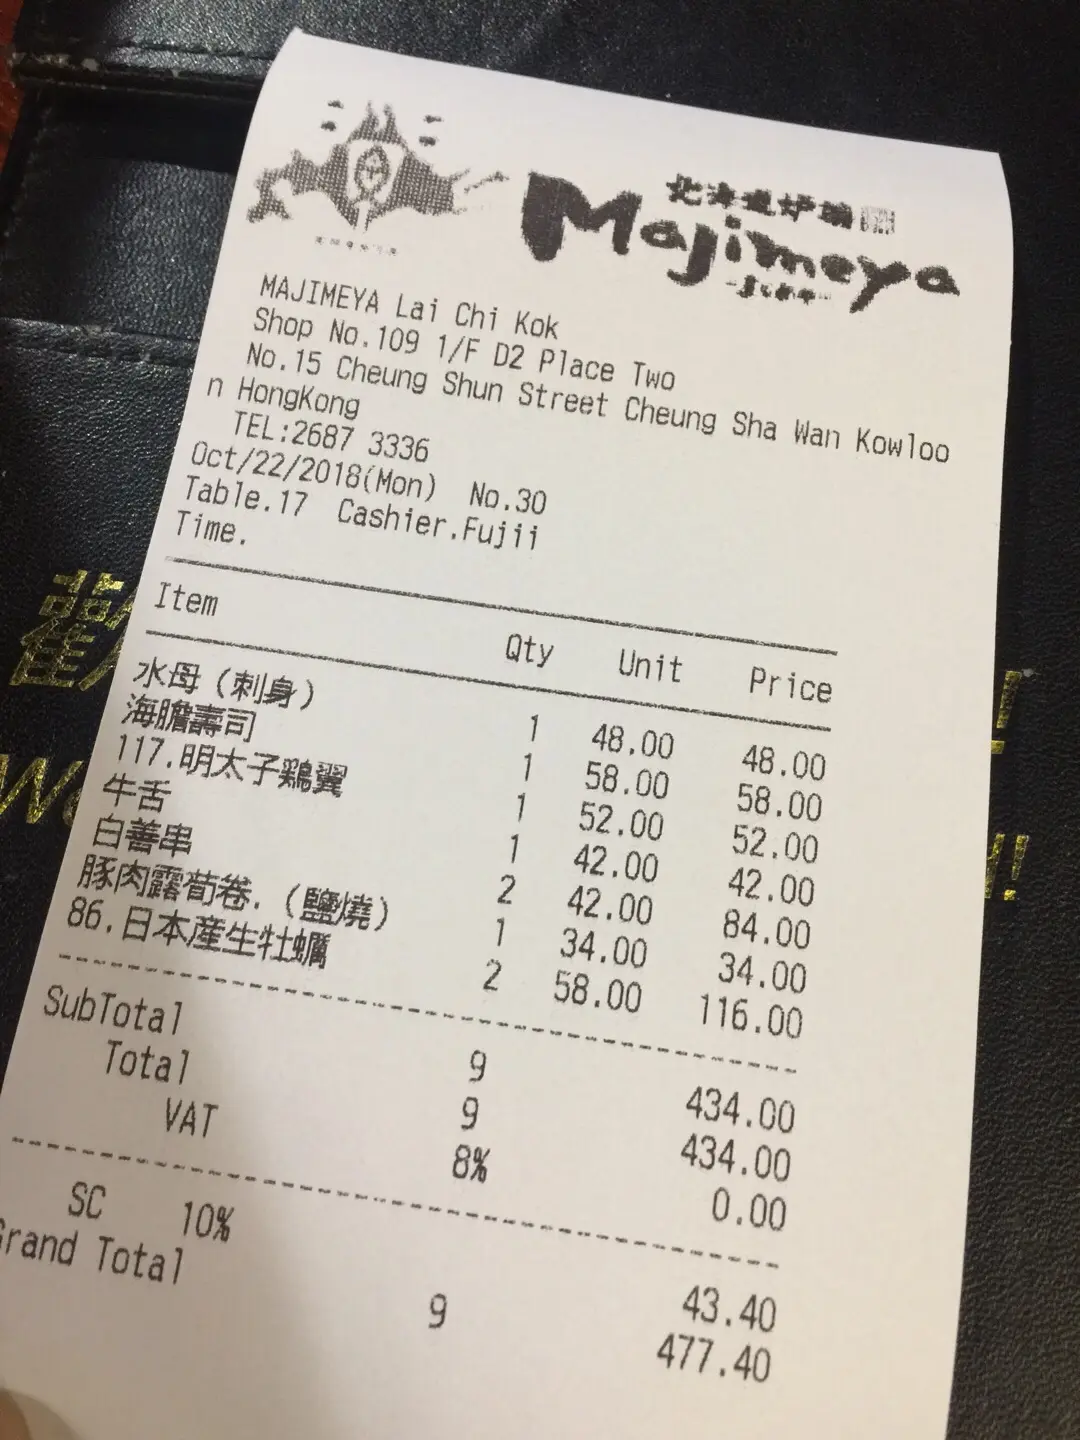 北海道炉端
Majimeya
MAJIMEYA Lai Chi Kok
Shop No.109 1/F D2 Place Two
No.15 Cheung Shun Street Cheung Sha Wan Kowloo
n HongKong
TEL:2687 3336
Oct/22/2018(Mon) No.30
Table.17 Cashier.Fujii
Time.
Item Qty Unit Price
水母（刺身） 1 48.00 48.00
海膽壽司 1 58.00 58.00
117.明太子鶏翼 1 52.00 52.00
牛舌 1 42.00 42.00
白善串 2 42.00 84.00
豚肉露荀卷.（鹽燒） 1 34.00 34.00
86.日本産生牡蠣 2 58.00 116.00
SubTotal 9 434.00
Total 9 434.00
VAT 8% 0.00
SC 10% 43.40
Grand Total 9 477.40